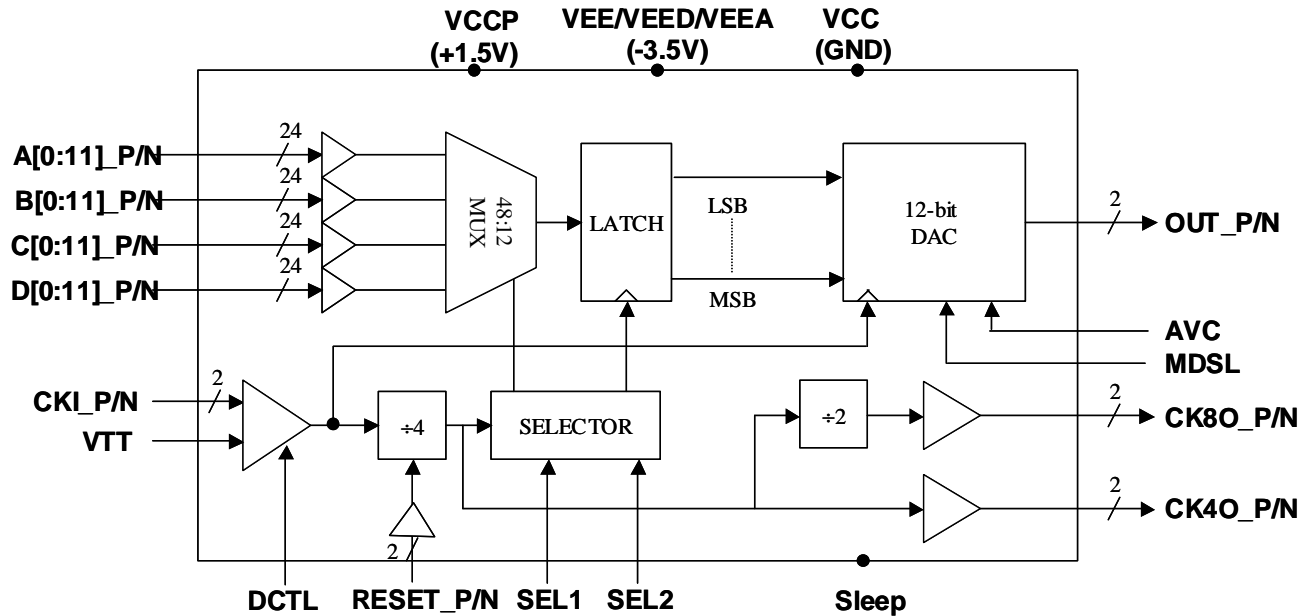 VCCP
(+1.5V)
VEE/VEED/VEEA
(-3.5V)
VCC
(GND)
A[0:11]_P/N
24
B[0:11]_P/N
24
C[0:11]_P/N
24
D[0:11]_P/N
24
48:12
MUX
LATCH
LSB
MSB
12-bit
DAC
2
OUT_P/N
AVC
MDSL
CKI_P/N
2
VTT
÷4
SELECTOR
÷2
2
CK8O_P/N
2
CK4O_P/N
2
DCTL
RESET_P/N
SEL1
SEL2
Sleep